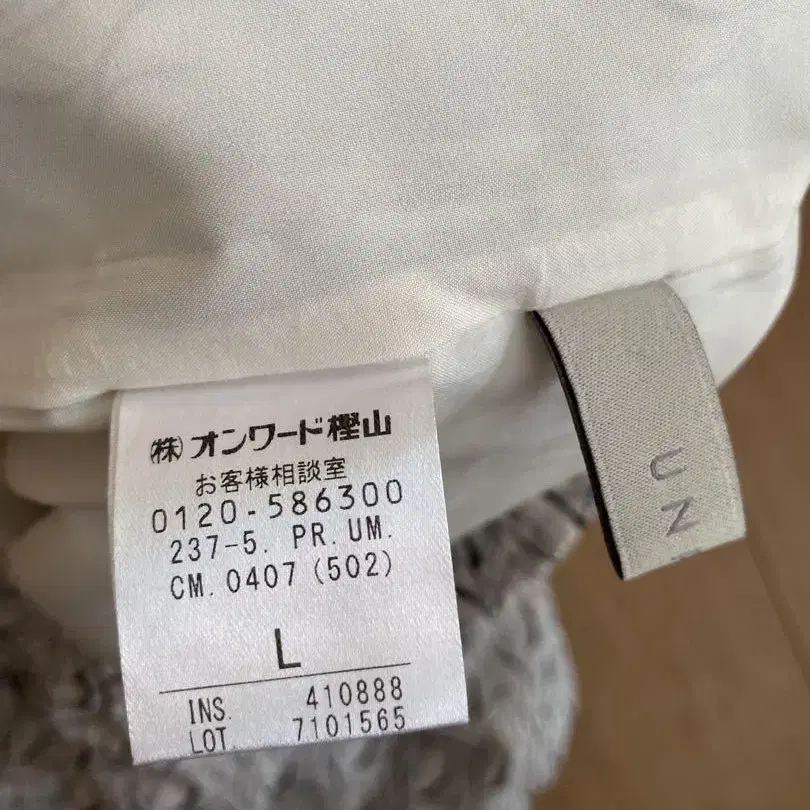 ㈱オンワード樫山
お客様相談室
0120-586300
237-5. PR. UM.
CM. 0407 (502)
L
INS. 410888
LOT. 7101565
UN